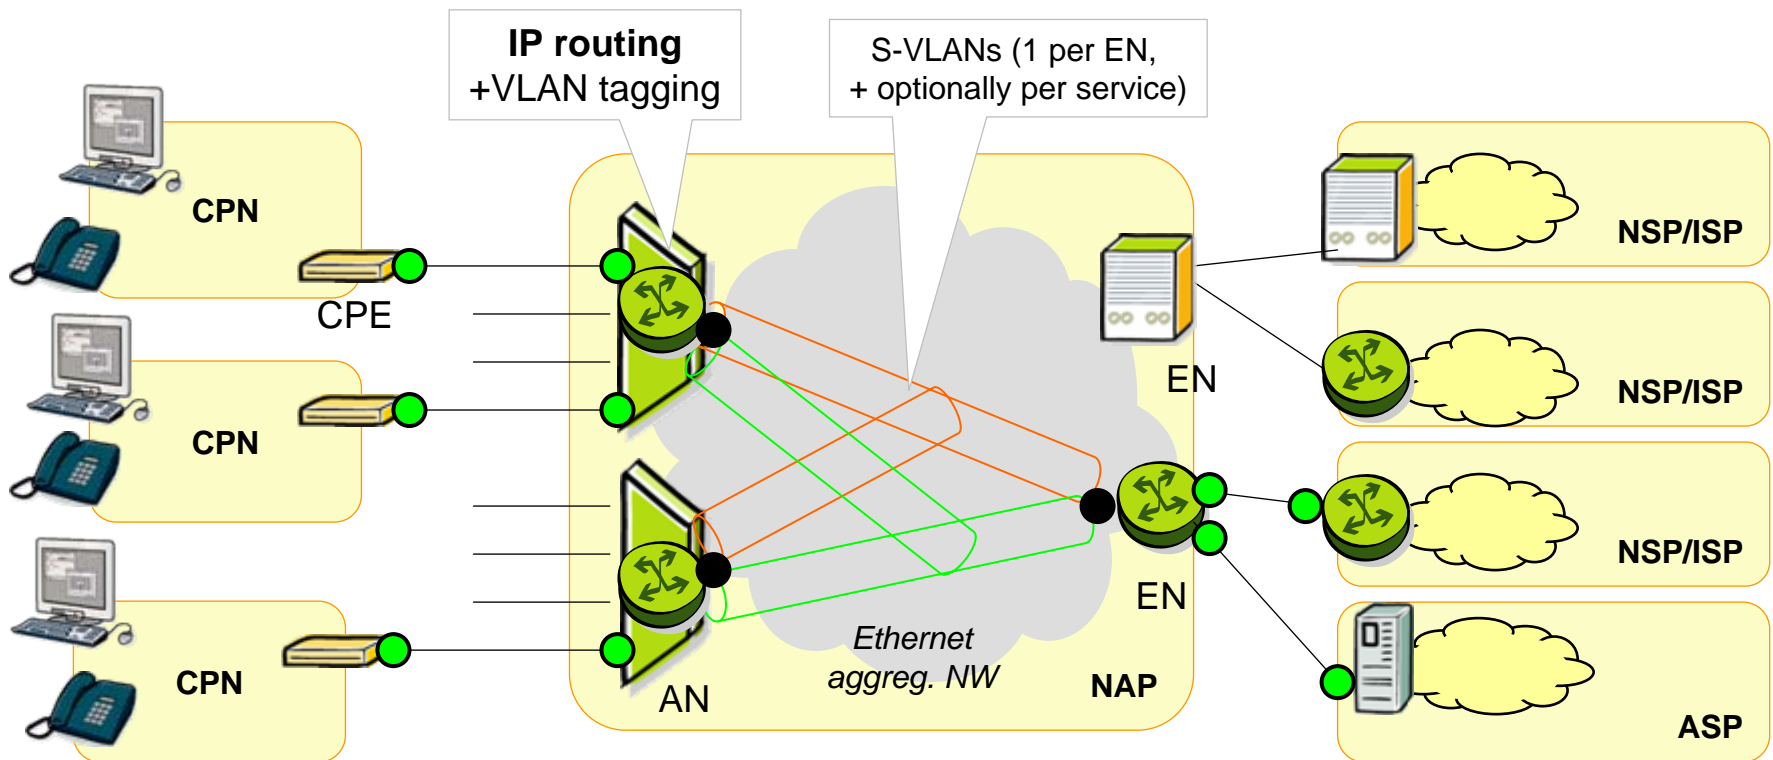 IP routing
+VLAN tagging
S-VLANs (1 per EN,
+ optionally per service)
CPN
CPE
CPN
CPN
AN
Ethernet
aggreg. NW
NAP
EN
EN
NSP/ISP
NSP/ISP
NSP/ISP
ASP